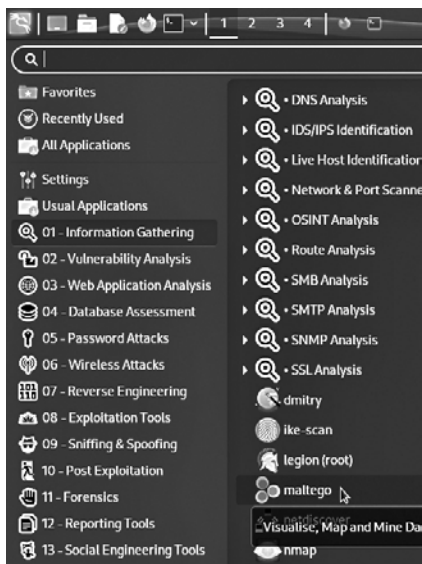 1 2 3 4
Favorites
Recently Used
All Applications
Settings
Usual Applications
01 - Information Gathering
02 - Vulnerability Analysis
03 - Web Application Analysis
04 - Database Assessment
05 - Password Attacks
06 - Wireless Attacks
07 - Reverse Engineering
08 - Exploitation Tools
09 - Sniffing & Spoofing
10 - Post Exploitation
11 - Forensics
12 - Reporting Tools
13 - Social Engineering Tools
• DNS Analysis
• IDS/IPS Identification
• Live Host Identification
• Network & Port Scanne
• OSINT Analysis
• Route Analysis
• SMB Analysis
• SMTP Analysis
• SNMP Analysis
• SSL Analysis
dmitry
ike-scan
legion (root)
maltego
netdiscover
Visualise, Map and Mine Da
nmap